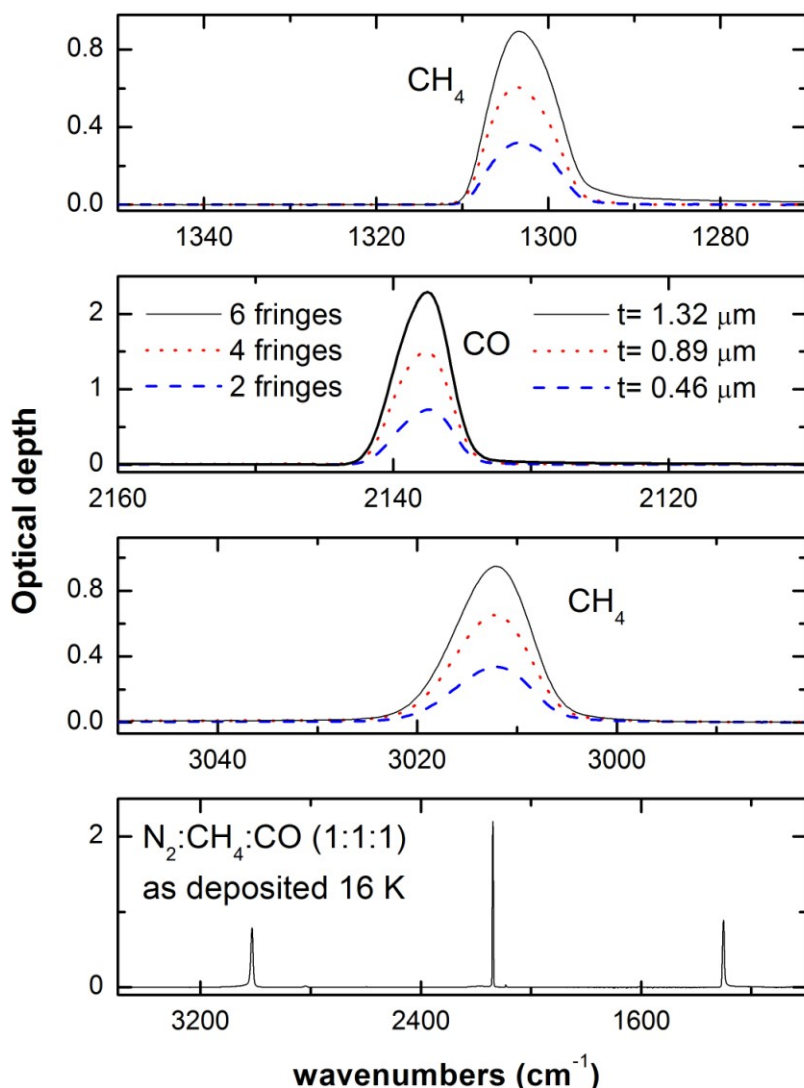 Optical depth
0.8
0.4
0.0
CH₄
1340 1320 1300 1280
2
1
0
6 fringes
4 fringes
2 fringes
CO
t= 1.32 μm
t= 0.89 μm
t= 0.46 μm
2160 2140 2120
0.8
0.4
0.0
CH₄
3040 3020 3000
2
0
N₂:CH₄:CO (1:1:1)
as deposited 16 K
3200 2400 1600
wavenumbers (cm⁻¹)